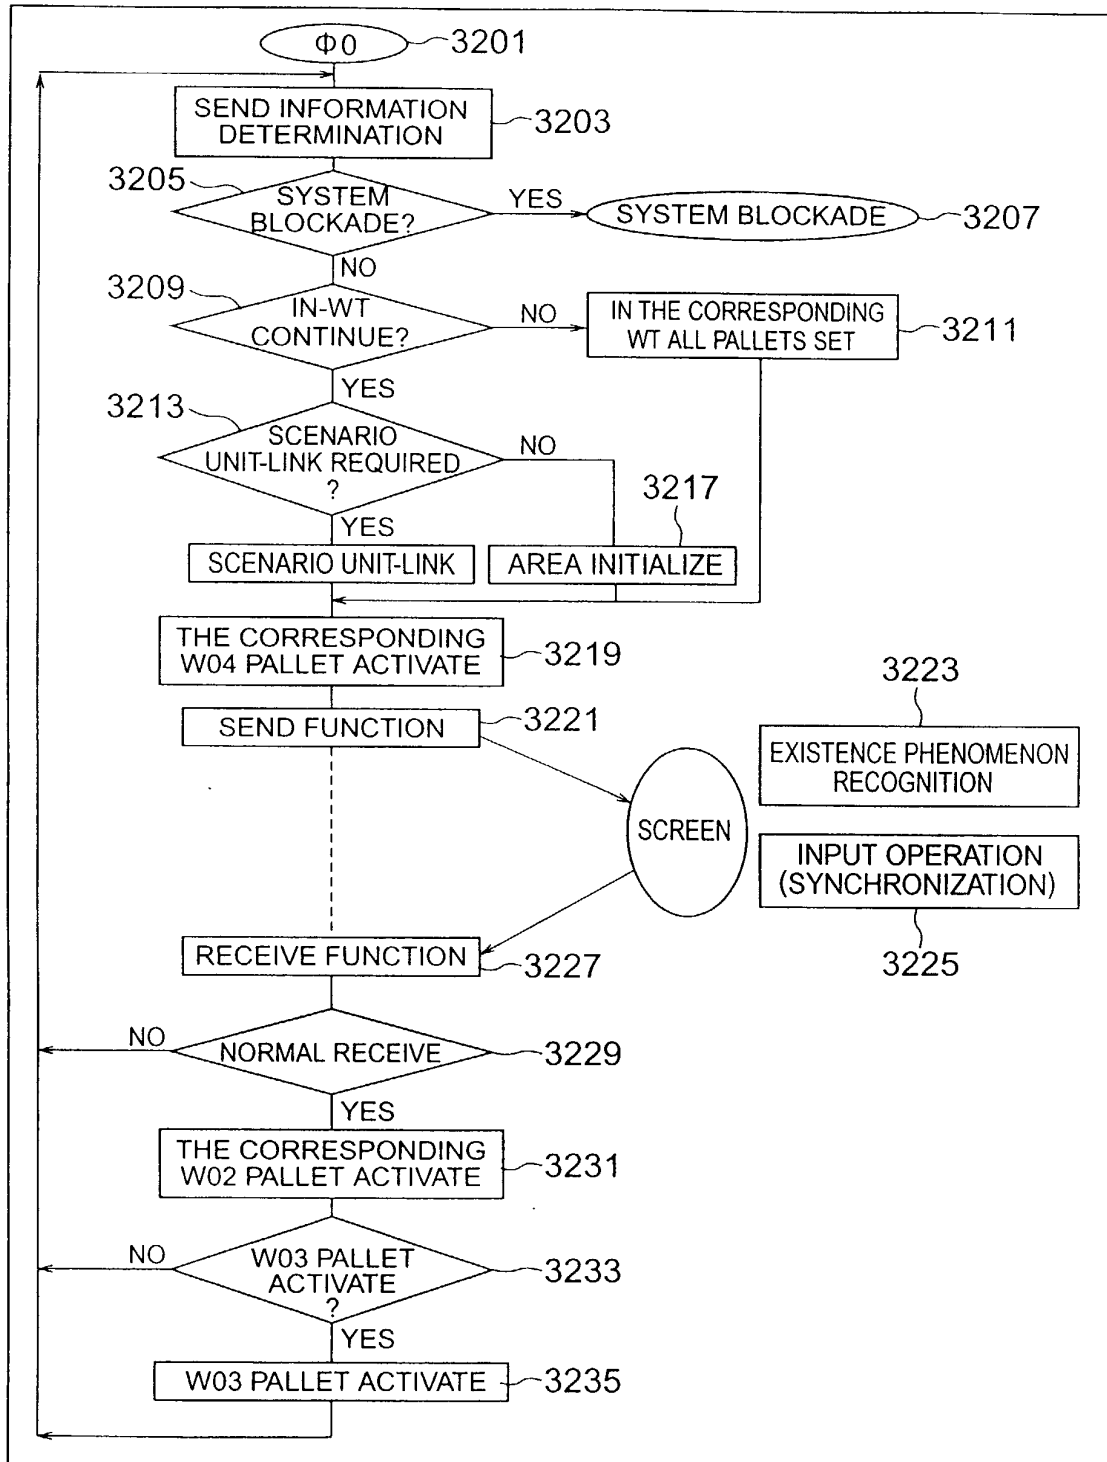 Φ0
3201
SEND INFORMATION
DETERMINATION
3203
3205
SYSTEM
BLOCKADE?
YES
SYSTEM BLOCKADE
3207
NO
3209
IN-WT
CONTINUE?
NO
IN THE CORRESPONDING
WT ALL PALLETS SET
3211
YES
3213
SCENARIO
UNIT-LINK REQUIRED
?
NO
3217
YES
SCENARIO UNIT-LINK
AREA INITIALIZE
THE CORRESPONDING
W04 PALLET ACTIVATE
3219
SEND FUNCTION
3221
3223
EXISTENCE PHENOMENON
RECOGNITION
SCREEN
INPUT OPERATION
(SYNCHRONIZATION)
3225
RECEIVE FUNCTION
3227
NO
NORMAL RECEIVE
3229
YES
THE CORRESPONDING
W02 PALLET ACTIVATE
3231
NO
W03 PALLET
ACTIVATE
?
3233
YES
W03 PALLET ACTIVATE
3235